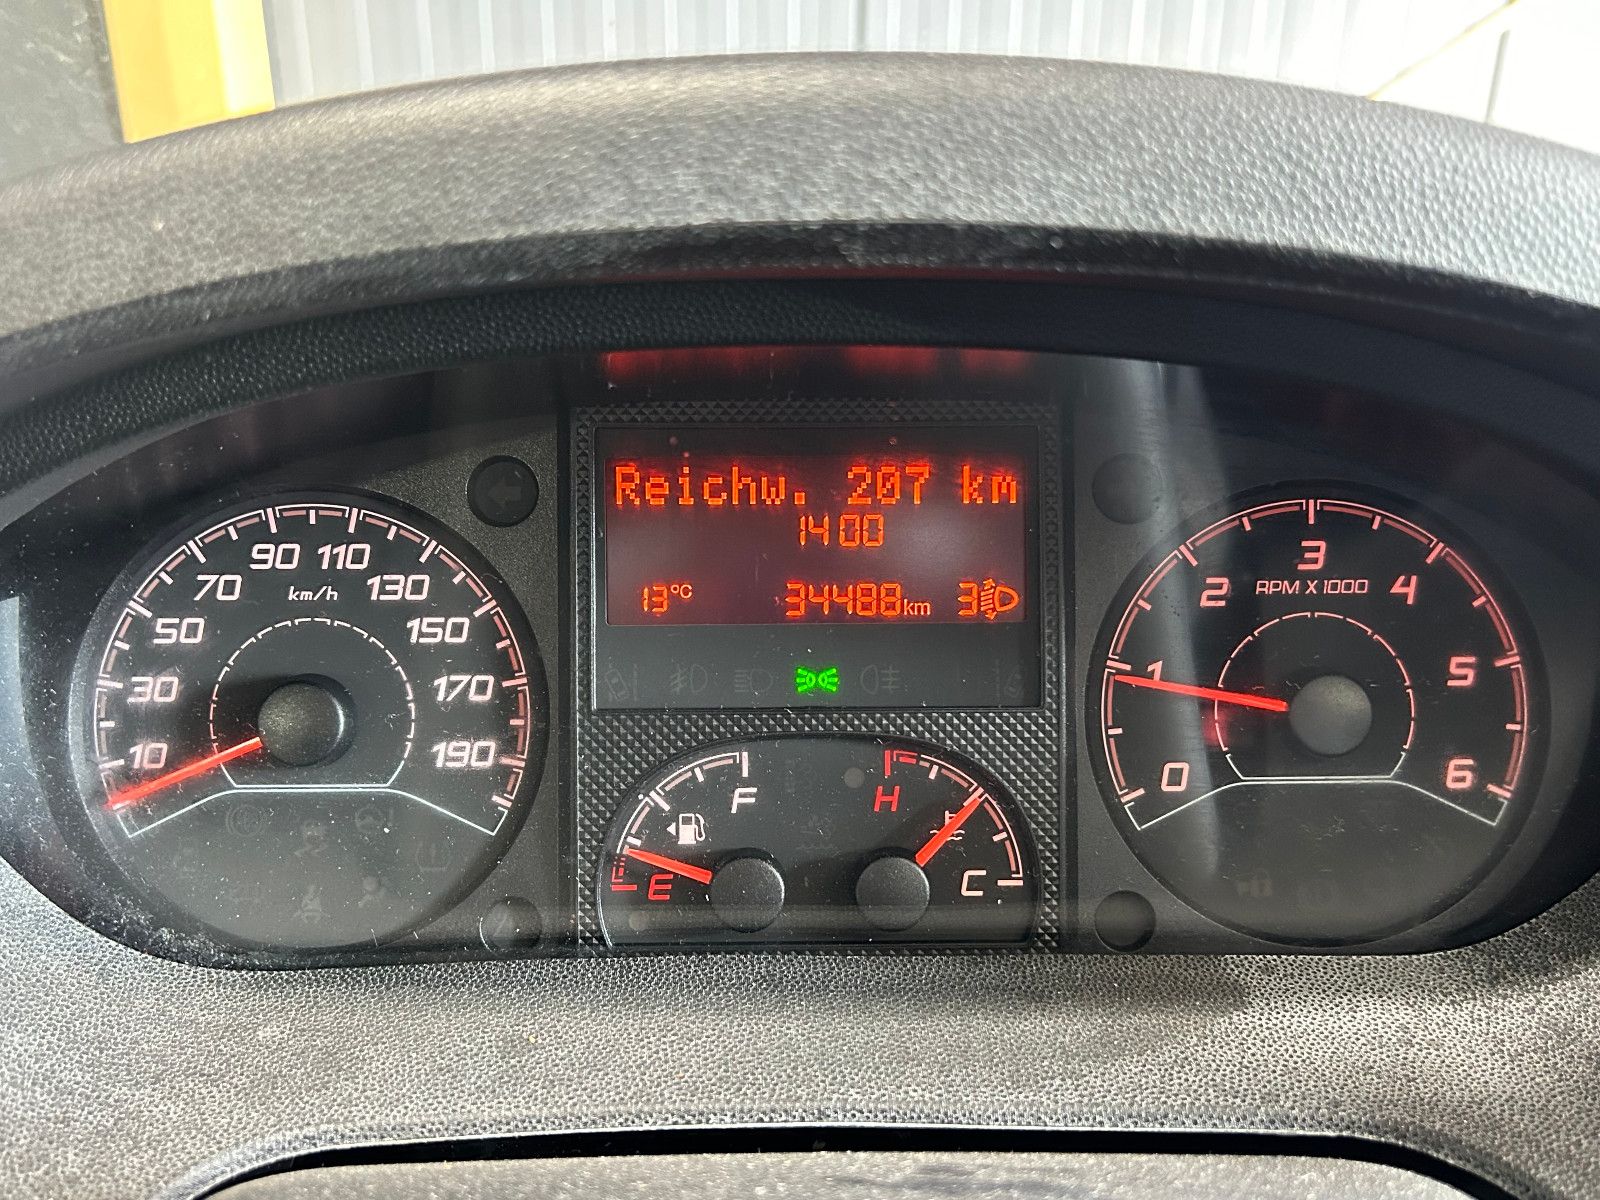 Reichw. 207 km
14 00
13°C 34488km 3
10 30 50 70 90 110 130 150 170 190
km/h
E F
H C
0 1 2 3 4 5 6
RPM X 1000